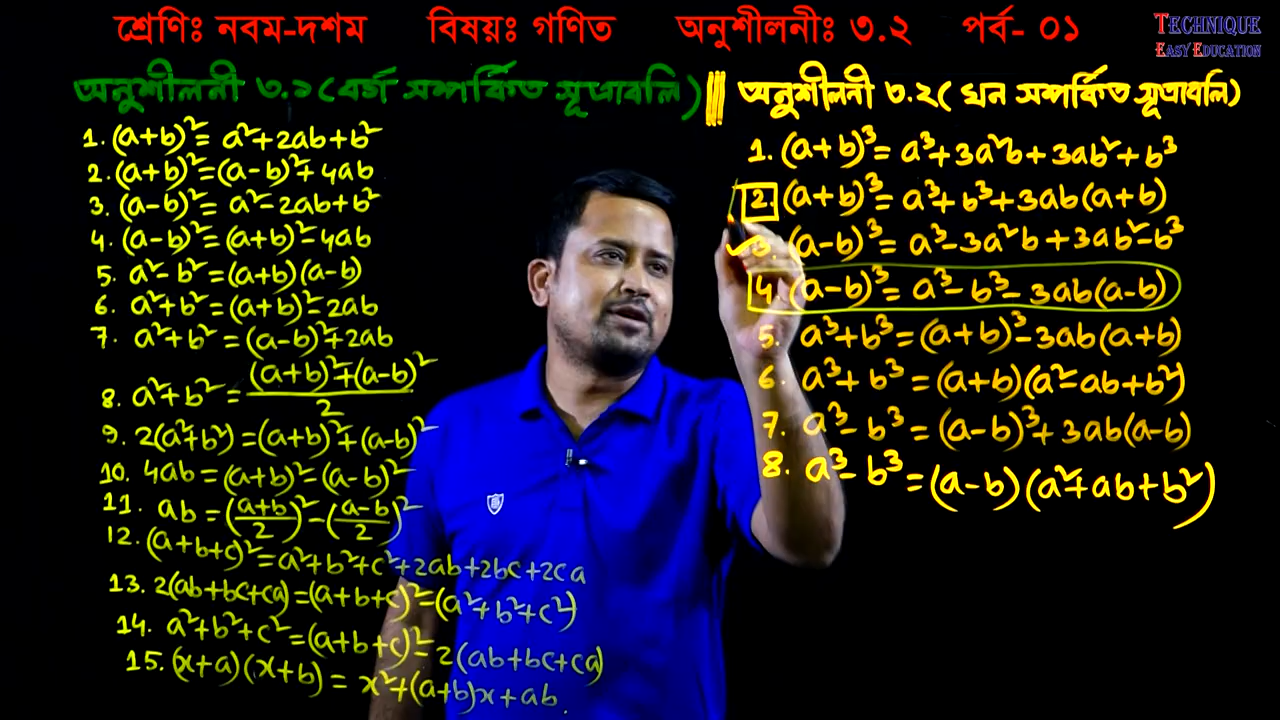 শ্রেণিঃ নবম-দশম বিষয়ঃ গণিত অনুশীলনীঃ ৩.২ পর্ব- ০১
TECHNIQUE
EASY EDUCATION
অনুশীলনী ৩.১ (বর্গ সম্পর্কিত সূত্রাবলি)
1. (a+b)² = a²+2ab+b²
2. (a+b)² = (a-b)²+4ab
3. (a-b)² = a²-2ab+b²
4. (a-b)² = (a+b)²-4ab
5. a²-b² = (a+b)(a-b)
6. a²+b² = (a+b)²-2ab
7. a²+b² = (a-b)²+2ab
8. a²+b² = ((a+b)²+(a-b)²)/2
9. 2(a²+b²) = (a+b)²+(a-b)²
10. 4ab = (a+b)²-(a-b)²
11. ab = ((a+b)/2)²-((a-b)/2)²
12. (a+b+c)² = a²+b²+c²+2ab+2bc+2ca
13. 2(ab+bc+ca) = (a+b+c)²-(a²+b²+c²)
14. a²+b²+c² = (a+b+c)²-2(ab+bc+ca)
15. (x+a)(x+b) = x²+(a+b)x+ab.
অনুশীলনী ৩.২ (ঘন সম্পর্কিত সূত্রাবলি)
1. (a+b)³ = a³+3a²b+3ab²+b³
2. (a+b)³ = a³+b³+3ab(a+b)
3. (a-b)³ = a³-3a²b+3ab²-b³
4. (a-b)³ = a³-b³-3ab(a-b)
5. a³+b³ = (a+b)³-3ab(a+b)
6. a³+b³ = (a+b)(a²-ab+b²)
7. a³-b³ = (a-b)³+3ab(a-b)
8. a³-b³ = (a-b)(a²+ab+b²)